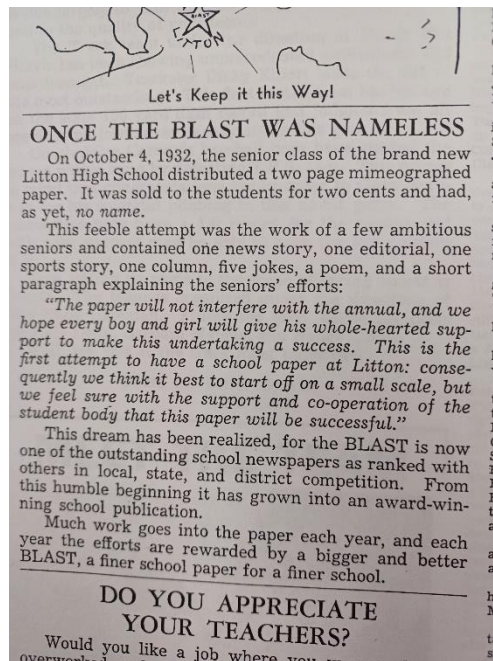 BLAST
LITTON
Let's Keep it this Way!
ONCE THE BLAST WAS NAMELESS
On October 4, 1932, the senior class of the brand new
Litton High School distributed a two page mimeographed
paper. It was sold to the students for two cents and had,
as yet, no name.
This feeble attempt was the work of a few ambitious
seniors and contained one news story, one editorial, one
sports story, one column, five jokes, a poem, and a short
paragraph explaining the seniors' efforts:
"The paper will not interfere with the annual, and we
hope every boy and girl will give his whole-hearted sup-
port to make this undertaking a success. This is the
first attempt to have a school paper at Litton: conse-
quently we think it best to start off on a small scale, but
we feel sure with the support and co-operation of the
student body that this paper will be successful."
This dream has been realized, for the BLAST is now
one of the outstanding school newspapers as ranked with
others in local, state, and district competition. From
this humble beginning it has grown into an award-win-
ning school publication.
Much work goes into the paper each year, and each
year the efforts are rewarded by a bigger and better
BLAST, a finer school paper for a finer school.
DO YOU APPRECIATE
YOUR TEACHERS?
Would you like a job where you